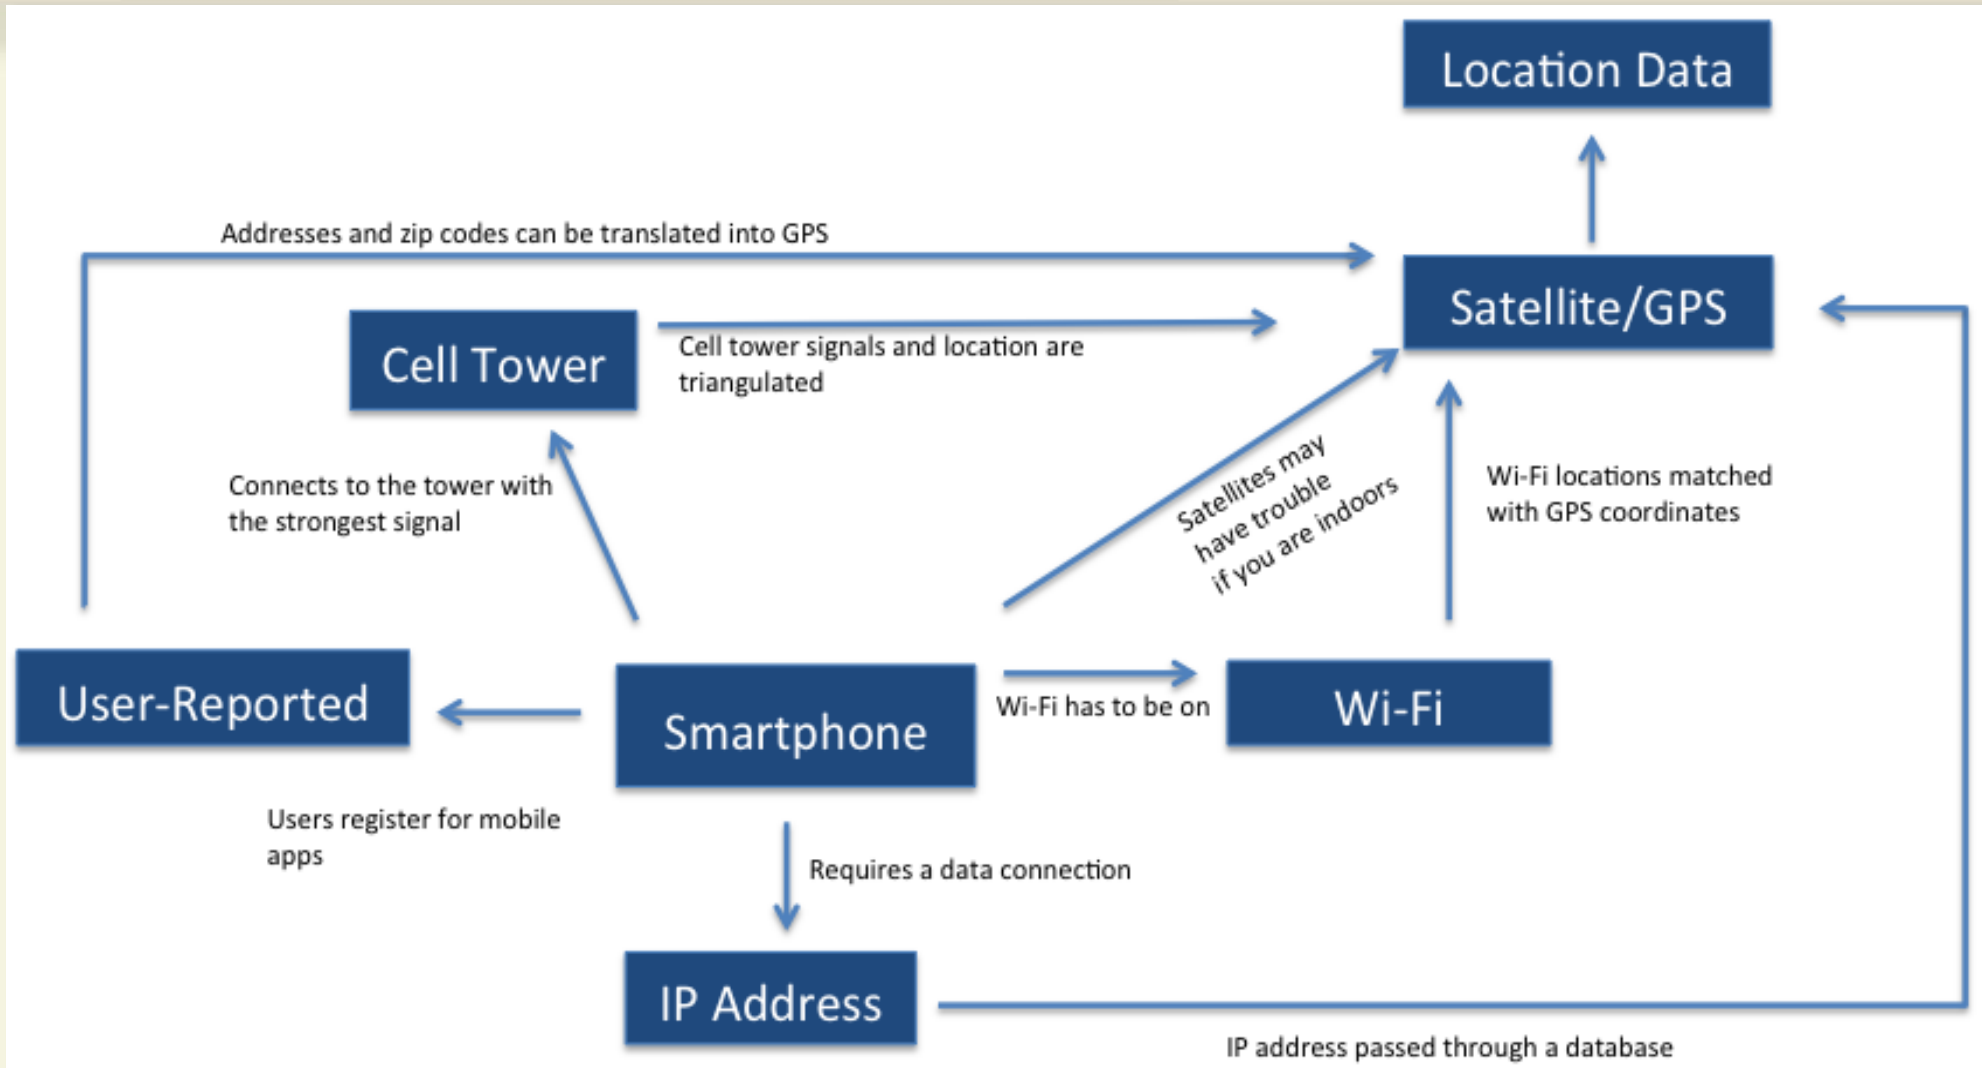 Location Data
Addresses and zip codes can be translated into GPS
Satellite/GPS
Cell Tower
Cell tower signals and location are
triangulated
Connects to the tower with
the strongest signal
Satellites may
have trouble
if you are indoors
Wi-Fi locations matched
with GPS coordinates
User-Reported
Smartphone
Wi-Fi has to be on
Wi-Fi
Users register for mobile
apps
Requires a data connection
IP Address
IP address passed through a database